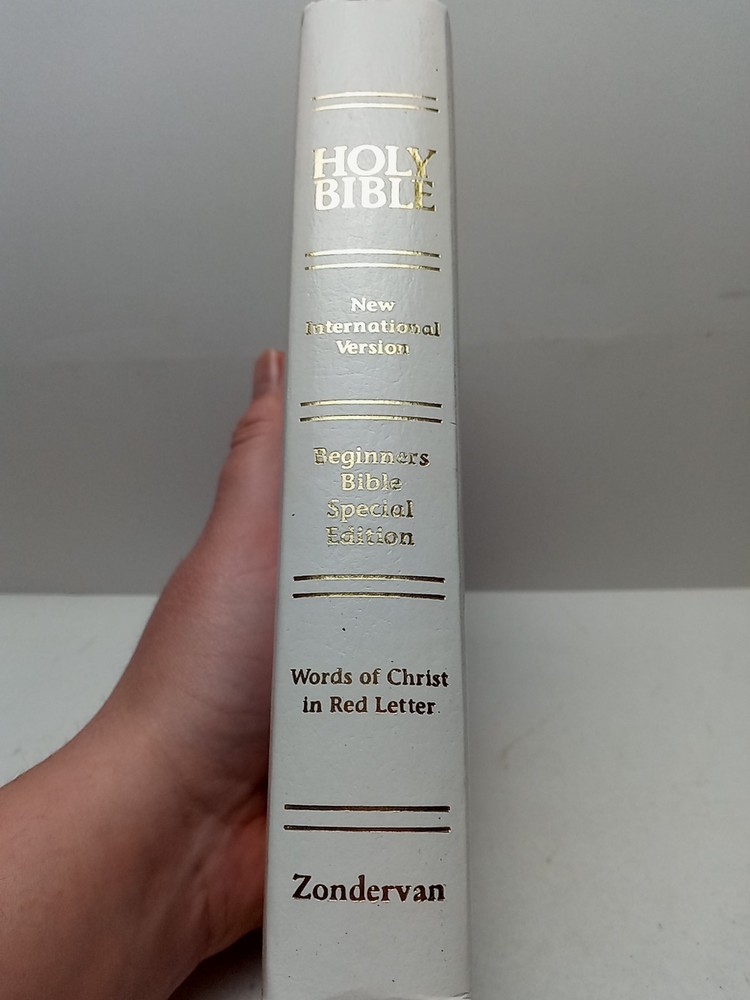 HOLY
BIBLE
New
International
Version
Beginners
Bible
Special
Edition
Words of Christ
in Red Letter
Zondervan